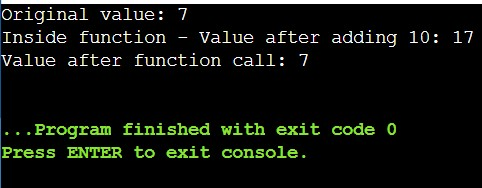 Original value: 7
Inside function - Value after adding 10: 17
Value after function call: 7
...Program finished with exit code 0
Press ENTER to exit console.